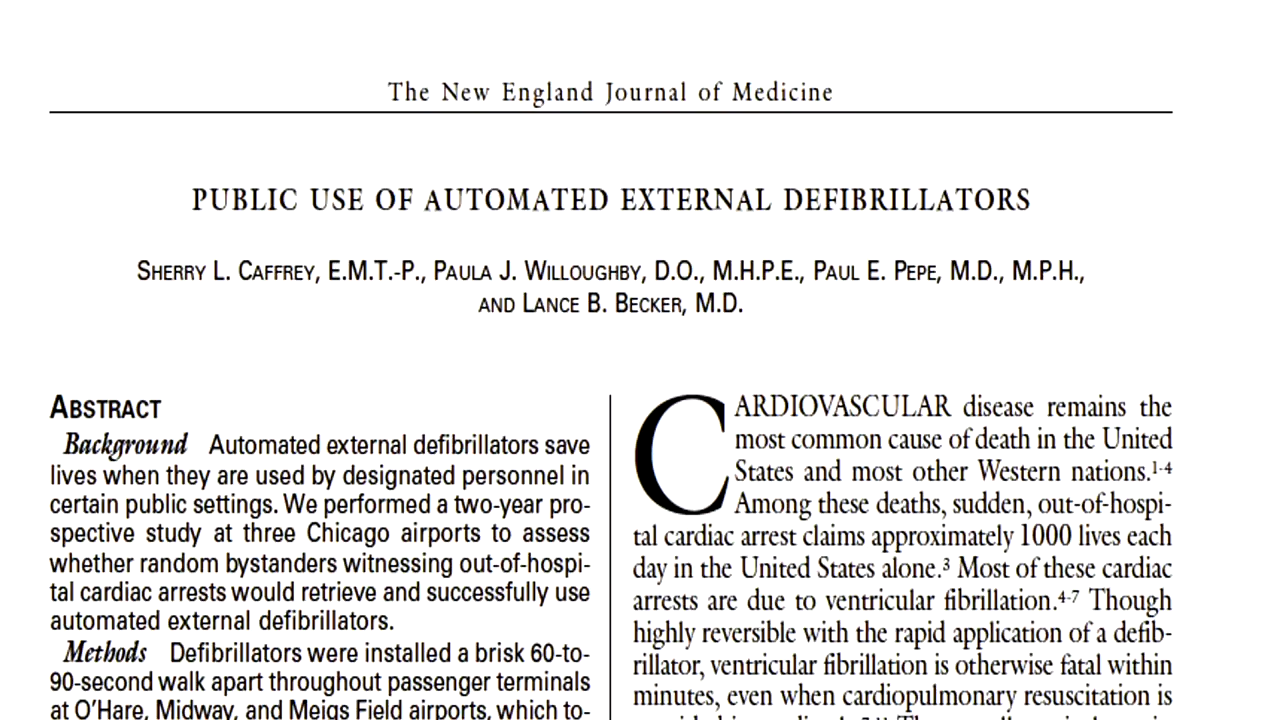 The New England Journal of Medicine
PUBLIC USE OF AUTOMATED EXTERNAL DEFIBRILLATORS
SHERRY L. CAFFREY, E.M.T.-P., PAULA J. WILLOUGHBY, D.O., M.H.P.E., PAUL E. PEPE, M.D., M.P.H.,
AND LANCE B. BECKER, M.D.
ABSTRACT
Background Automated external defibrillators save
lives when they are used by designated personnel in
certain public settings. We performed a two-year pro-
spective study at three Chicago airports to assess
whether random bystanders witnessing out-of-hospi-
tal cardiac arrests would retrieve and successfully use
automated external defibrillators.
Methods Defibrillators were installed a brisk 60-to-
90-second walk apart throughout passenger terminals
at O'Hare, Midway, and Meigs Field airports, which to-
CARDIOVASCULAR disease remains the
most common cause of death in the United
States and most other Western nations.1-4
Among these deaths, sudden, out-of-hospi-
tal cardiac arrest claims approximately 1000 lives each
day in the United States alone.3 Most of these cardiac
arrests are due to ventricular fibrillation.4-7 Though
highly reversible with the rapid application of a defib-
rillator, ventricular fibrillation is otherwise fatal within
minutes, even when cardiopulmonary resuscitation is